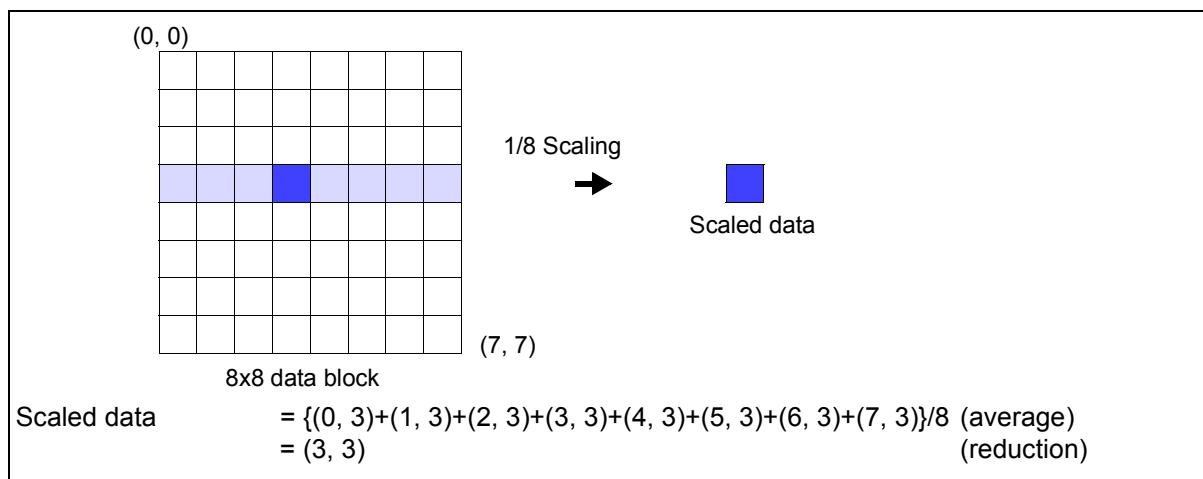 (0, 0)
1/8 Scaling
Scaled data
(7, 7)
8x8 data block
Scaled data = {(0, 3)+(1, 3)+(2, 3)+(3, 3)+(4, 3)+(5, 3)+(6, 3)+(7, 3)}/8 (average)
= (3, 3) (reduction)